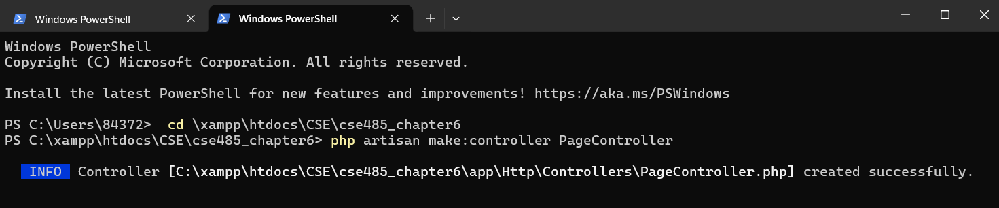 Windows PowerShell
Windows PowerShell
Windows PowerShell
Copyright (C) Microsoft Corporation. All rights reserved.
Install the latest PowerShell for new features and improvements! https://aka.ms/PSWindows
PS C:\Users\84372>  cd \xampp\htdocs\CSE\cse485_chapter6
PS C:\xampp\htdocs\CSE\cse485_chapter6> php artisan make:controller PageController
INFO  Controller [C:\xampp\htdocs\CSE\cse485_chapter6\app\Http\Controllers\PageController.php] created successfully.